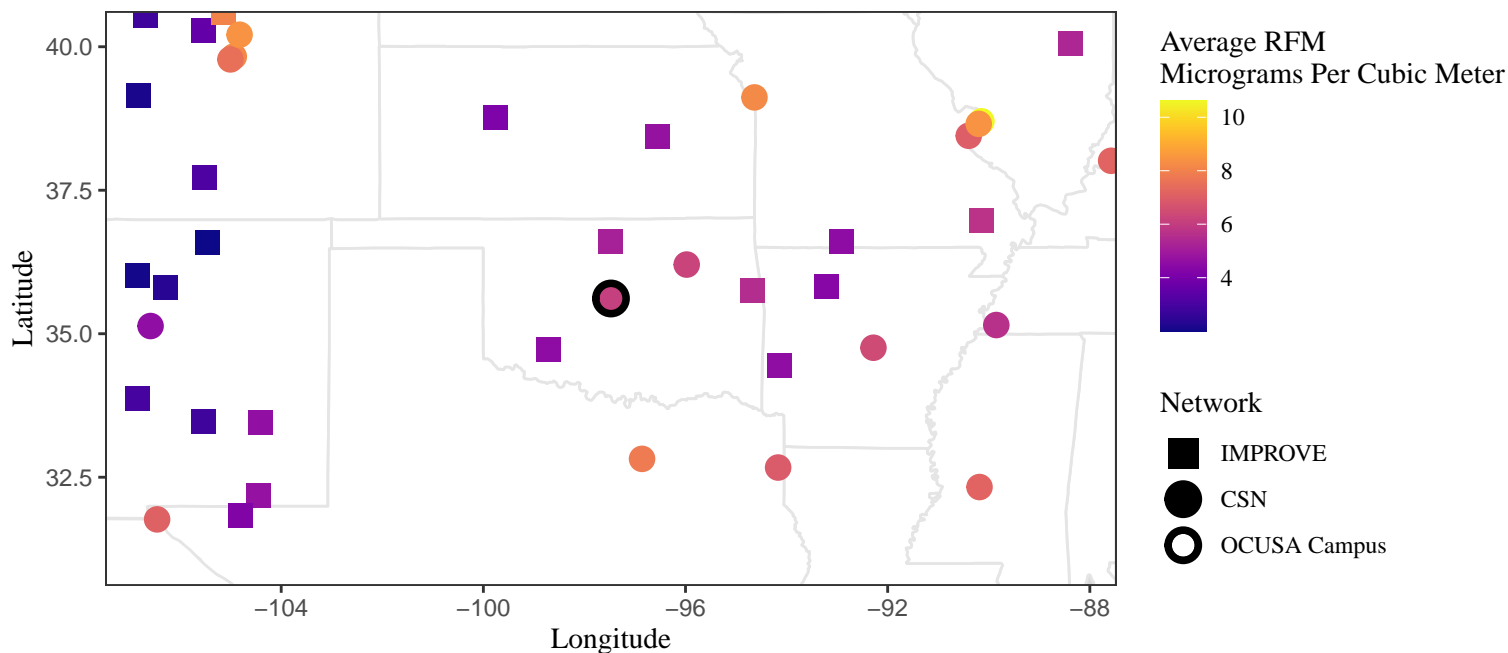 40.0
37.5
35.0
32.5
Latitude
−104
−100
−96
−92
−88
Longitude
Average RFM
Micrograms Per Cubic Meter
10
8
6
4
Network
IMPROVE
CSN
OCUSA Campus